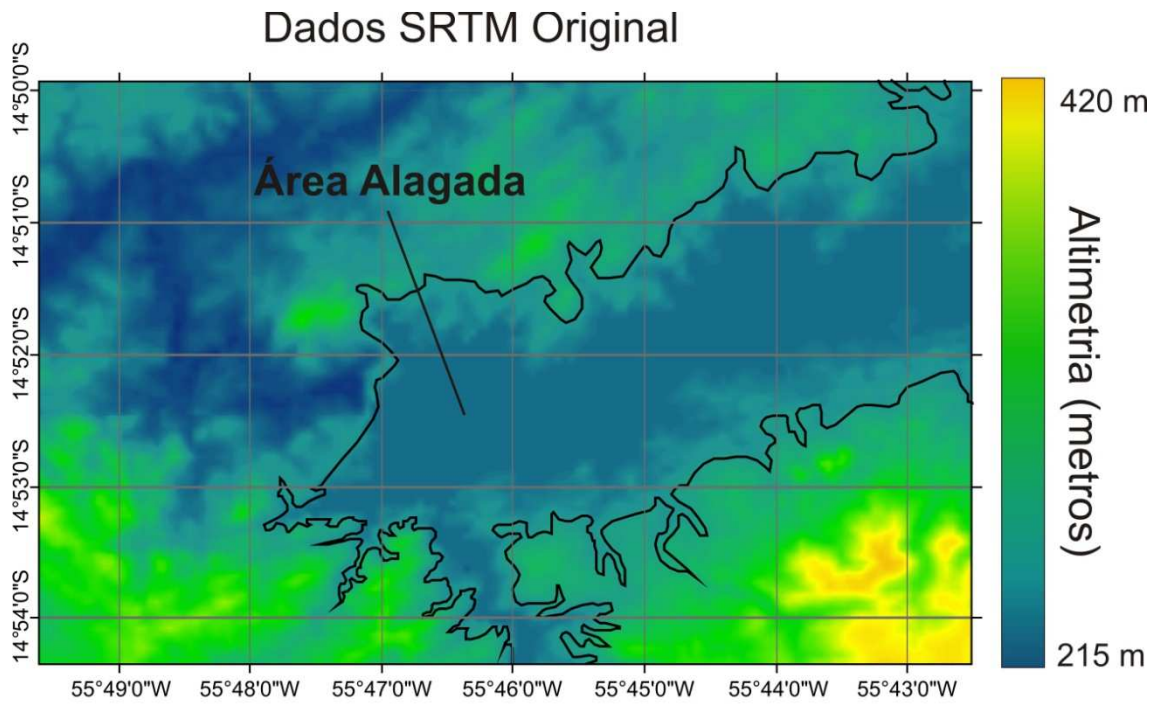 Dados SRTM Original
14°50'0"S
14°51'0"S
14°52'0"S
14°53'0"S
14°54'0"S
Área Alagada
55°49'0"W
55°48'0"W
55°47'0"W
55°46'0"W
55°45'0"W
55°44'0"W
55°43'0"W
420 m
Altimetria (metros)
215 m